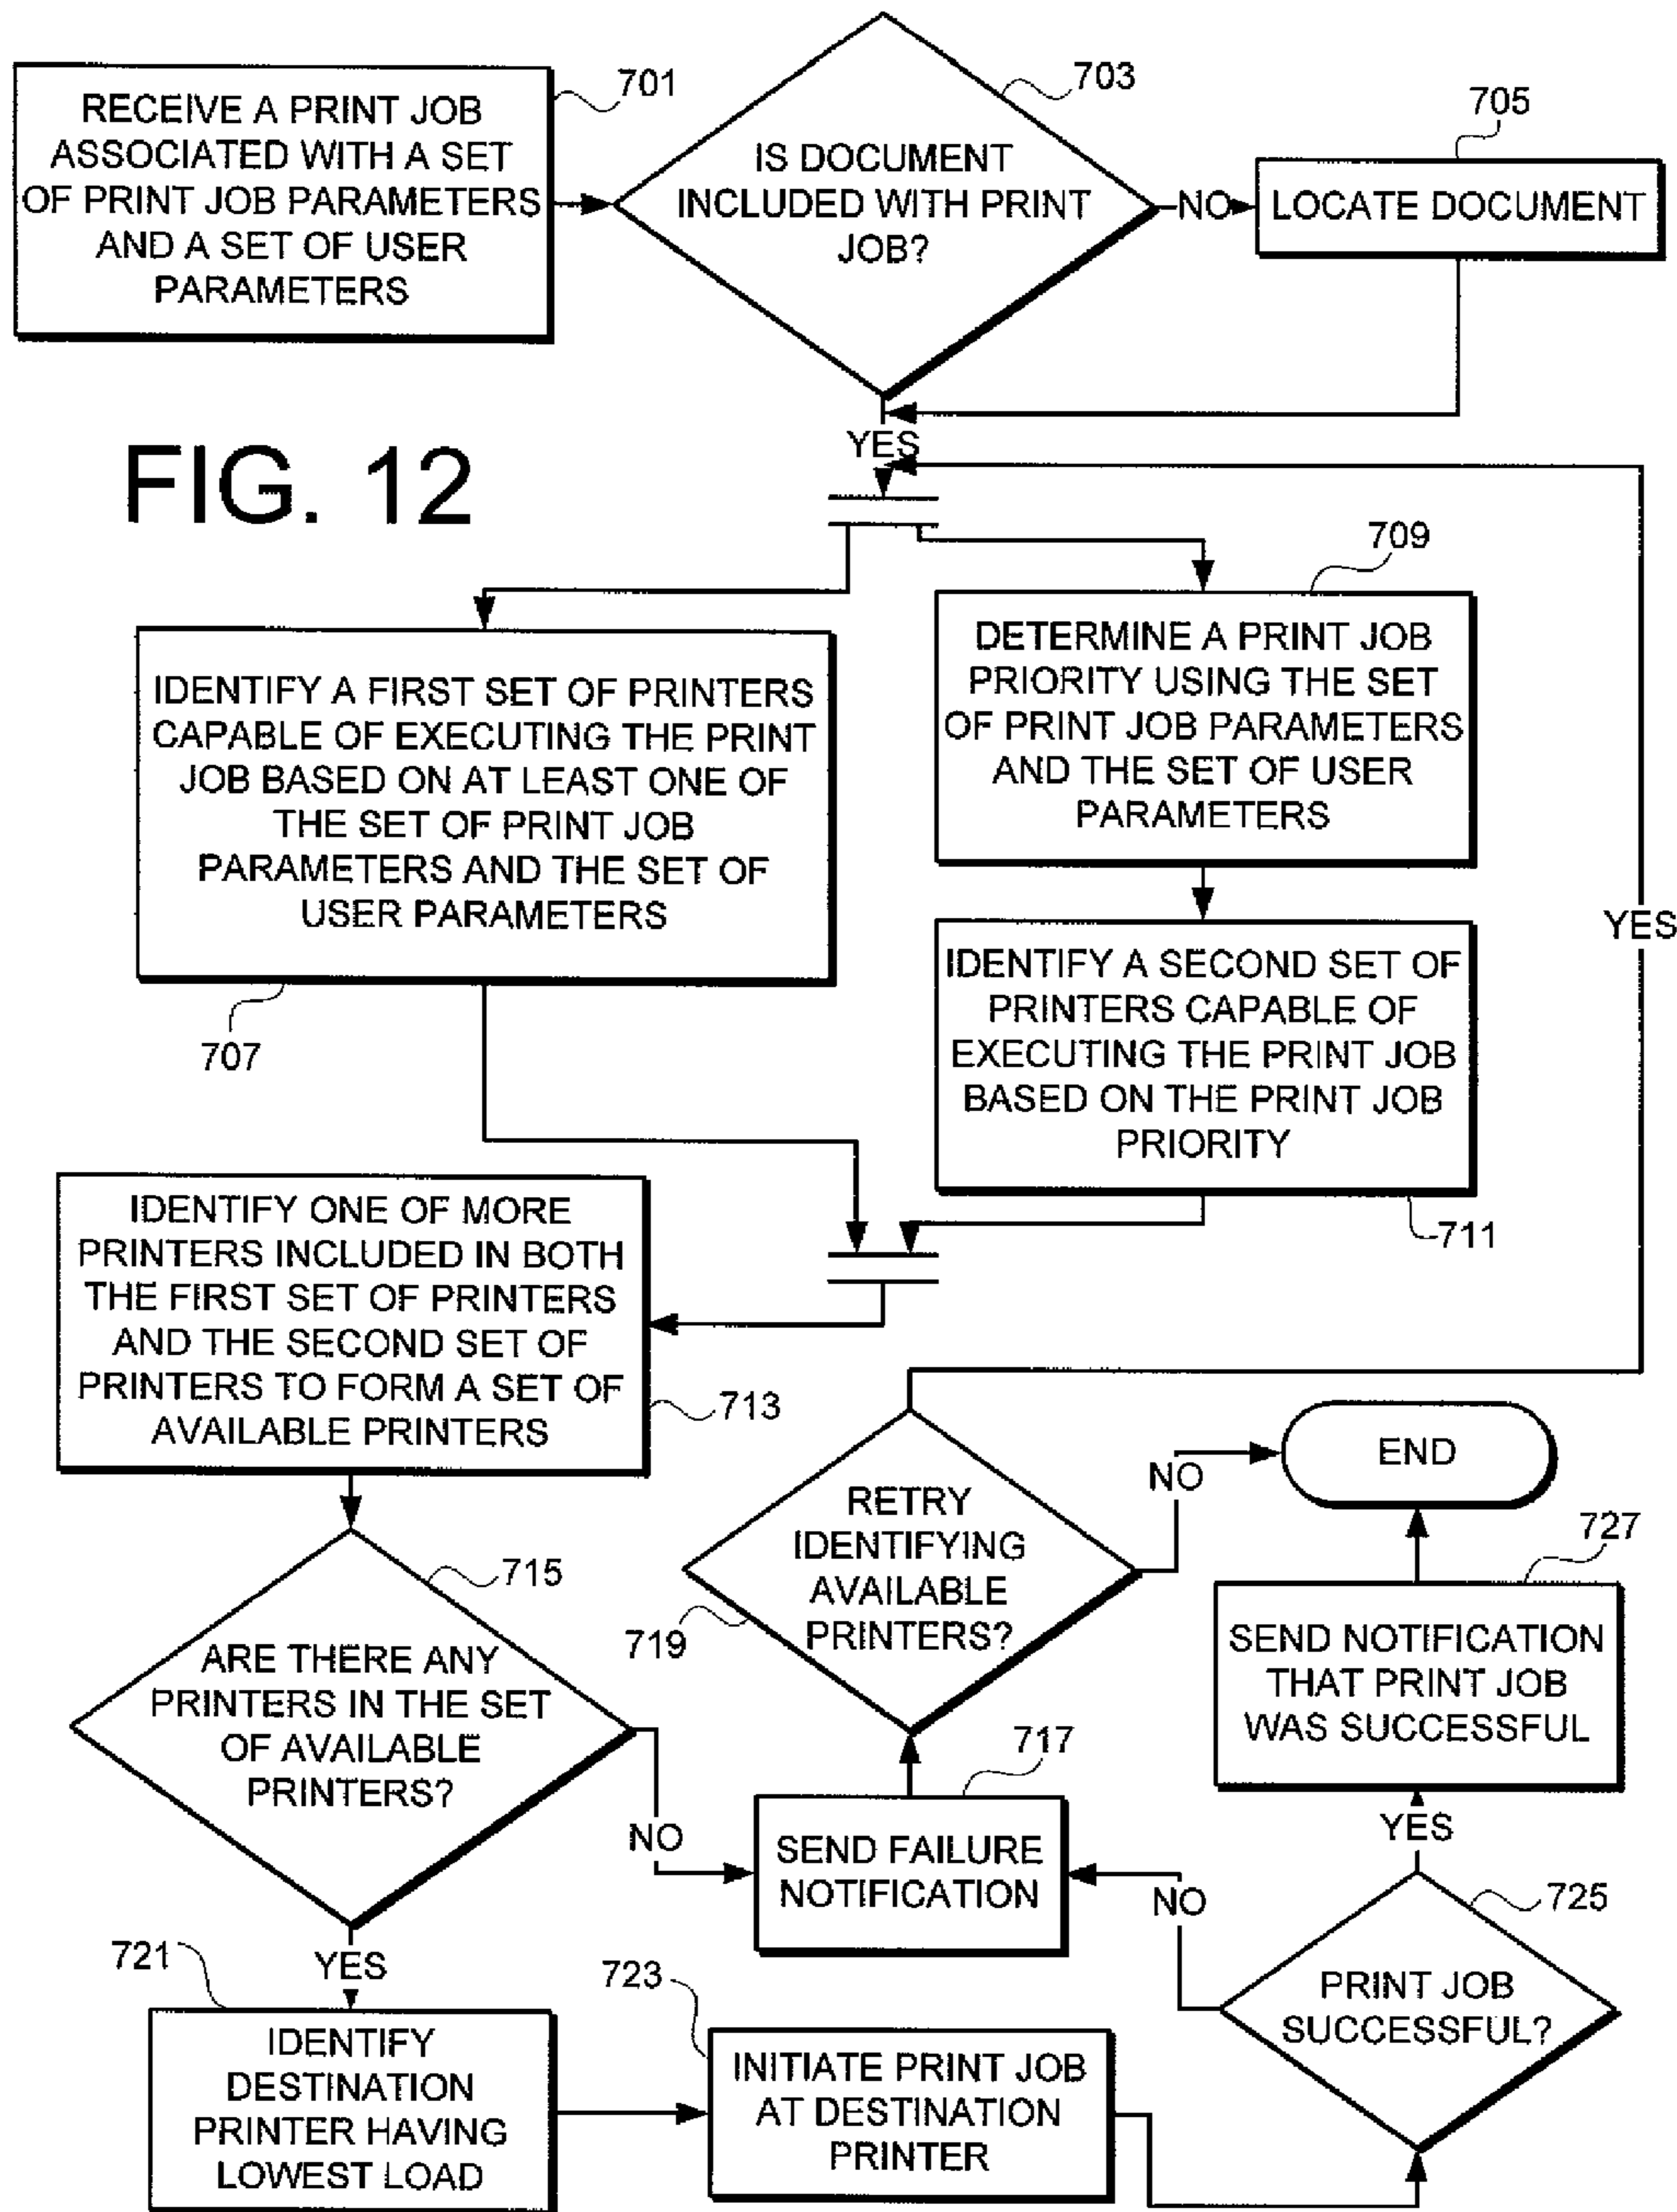 RECEIVE A PRINT JOB
ASSOCIATED WITH A SET
OF PRINT JOB PARAMETERS
AND A SET OF USER
PARAMETERS
701
IS DOCUMENT
INCLUDED WITH PRINT
JOB?
703
NO
705
LOCATE DOCUMENT
YES
FIG. 12
709
DETERMINE A PRINT JOB
PRIORITY USING THE SET
OF PRINT JOB PARAMETERS
AND THE SET OF USER
PARAMETERS
IDENTIFY A FIRST SET OF PRINTERS
CAPABLE OF EXECUTING THE PRINT
JOB BASED ON AT LEAST ONE OF
THE SET OF PRINT JOB
PARAMETERS AND THE SET OF
USER PARAMETERS
707
YES
IDENTIFY A SECOND SET OF
PRINTERS CAPABLE OF
EXECUTING THE PRINT JOB
BASED ON THE PRINT JOB
PRIORITY
711
IDENTIFY ONE OF MORE
PRINTERS INCLUDED IN BOTH
THE FIRST SET OF PRINTERS
AND THE SECOND SET OF
PRINTERS TO FORM A SET OF
AVAILABLE PRINTERS
713
END
NO
RETRY
IDENTIFYING
AVAILABLE
PRINTERS?
719
715
ARE THERE ANY
PRINTERS IN THE SET
OF AVAILABLE
PRINTERS?
727
SEND NOTIFICATION
THAT PRINT JOB
WAS SUCCESSFUL
717
SEND FAILURE
NOTIFICATION
NO
YES
NO
725
PRINT JOB
SUCCESSFUL?
YES
721
IDENTIFY
DESTINATION
PRINTER HAVING
LOWEST LOAD
723
INITIATE PRINT JOB
AT DESTINATION
PRINTER